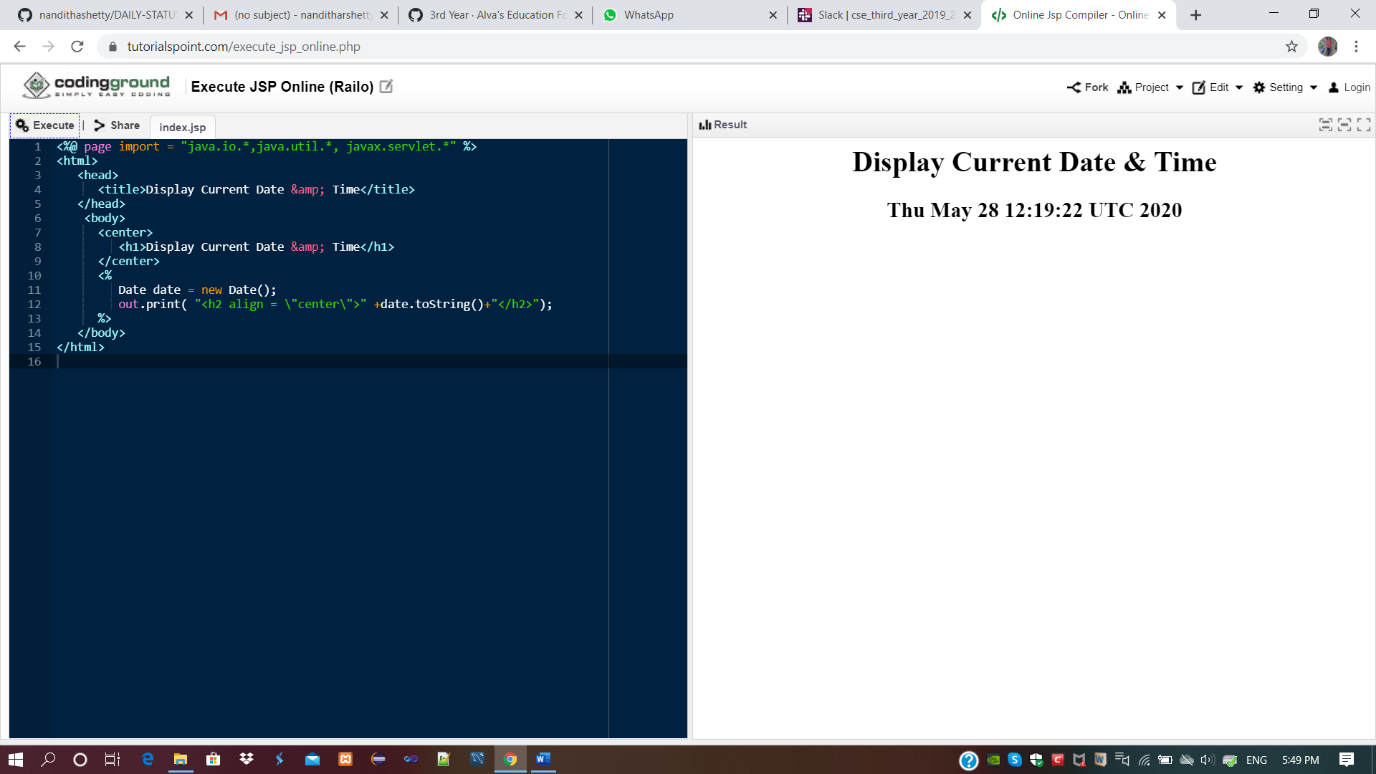 nandithashetty/DAILY-STATU
(no subject) - nanditharshett
3rd Year · Alva's Education Fo
WhatsApp
Slack | cse_third_year_2019_2
Online Jsp Compiler - Online
tutorialspoint.com/execute_jsp_online.php
codingground
SIMPLY EASY CODING
Execute JSP Online (Railo)
Fork
Project
Edit
Setting
Login
Execute | Share index.jsp
Result
1 <%@ page import = "java.io.*,java.util.*, javax.servlet.*" %>
2 <html>
3 <head>
4 <title>Display Current Date &amp; Time</title>
5 </head>
6 <body>
7 <center>
8 <h1>Display Current Date &amp; Time</h1>
9 </center>
10 <%
11 Date date = new Date();
12 out.print( "<h2 align = \"center\">" +date.toString()+"</h2>");
13 %>
14 </body>
15 </html>
16
Display Current Date & Time
Thu May 28 12:19:22 UTC 2020
ENG
5:49 PM